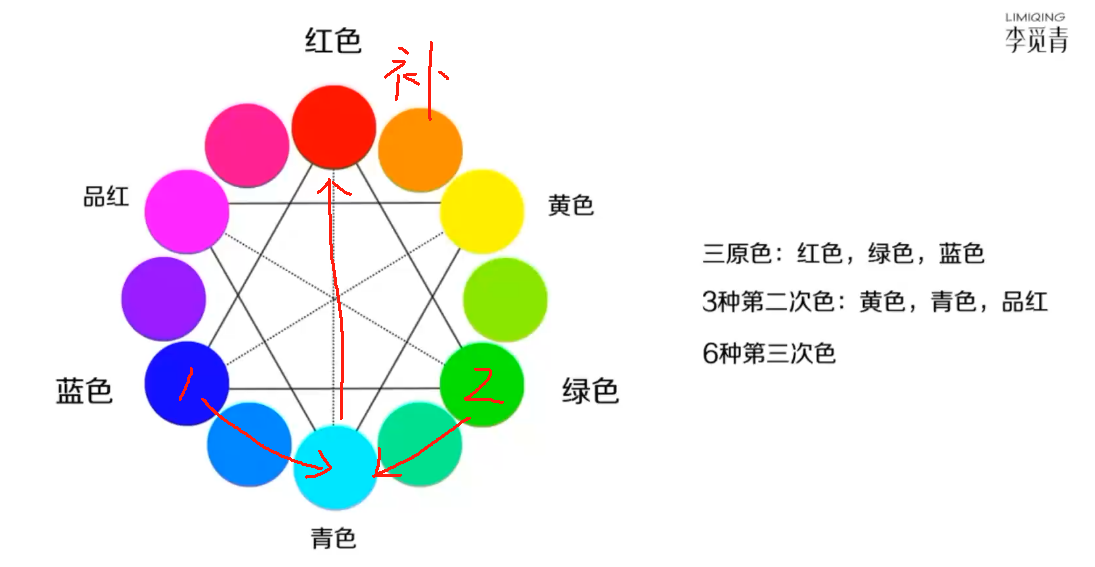 LIMIQING
李觅青
红色
补
品红
黄色
三原色：红色，绿色，蓝色
3种第二次色：黄色，青色，品红
6种第三次色
蓝色
1
2
绿色
青色